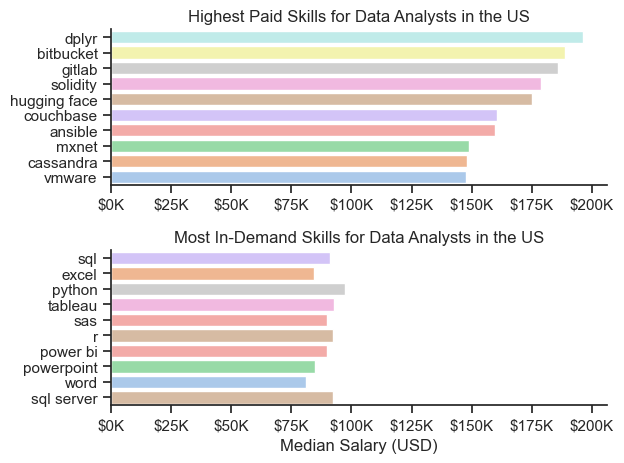 Highest Paid Skills for Data Analysts in the US
dplyr
bitbucket
gitlab
solidity
hugging face
couchbase
ansible
mxnet
cassandra
vmware
$0K $25K $50K $75K $100K $125K $150K $175K $200K
Most In-Demand Skills for Data Analysts in the US
sql
excel
python
tableau
sas
r
power bi
powerpoint
word
sql server
$0K $25K $50K $75K $100K $125K $150K $175K $200K
Median Salary (USD)